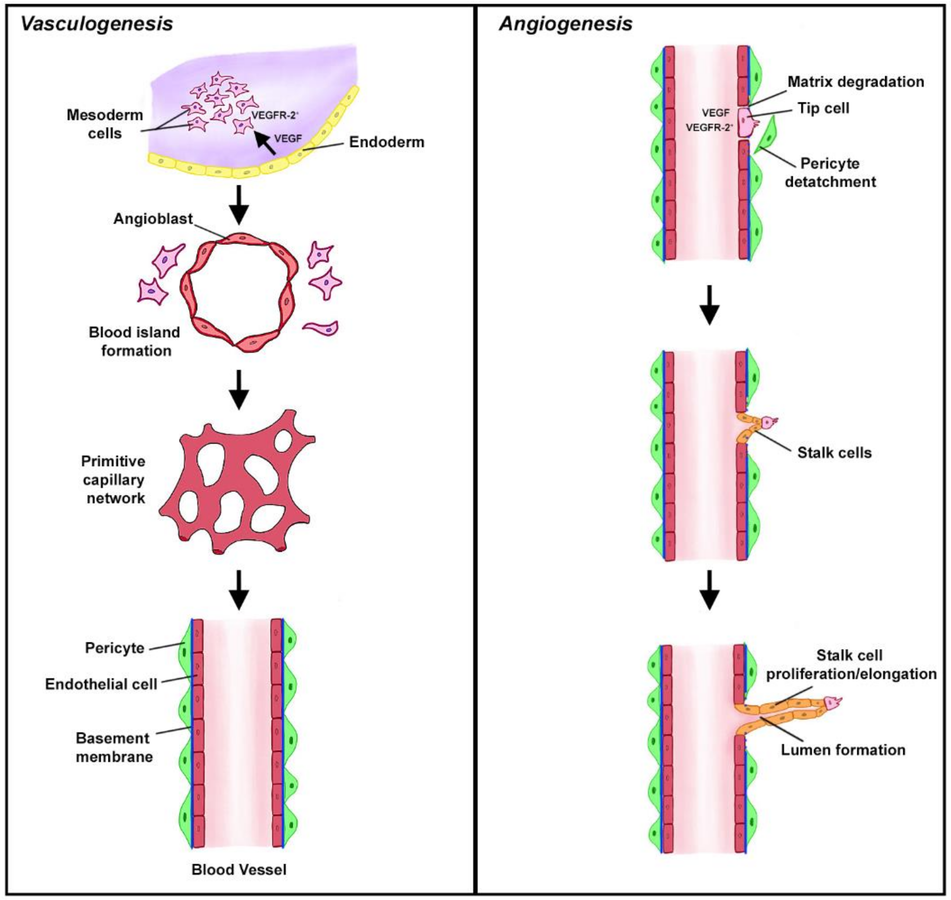 Vasculogenesis
Mesoderm
cells
VEGFR-2+
VEGF
Endoderm
Angioblast
Blood island
formation
Primitive
capillary
network
Pericyte
Endothelial cell
Basement
membrane
Blood Vessel
Angiogenesis
Matrix degradation
Tip cell
VEGF
VEGFR-2+
Pericyte
detatchment
Stalk cells
Stalk cell
proliferation/elongation
Lumen formation